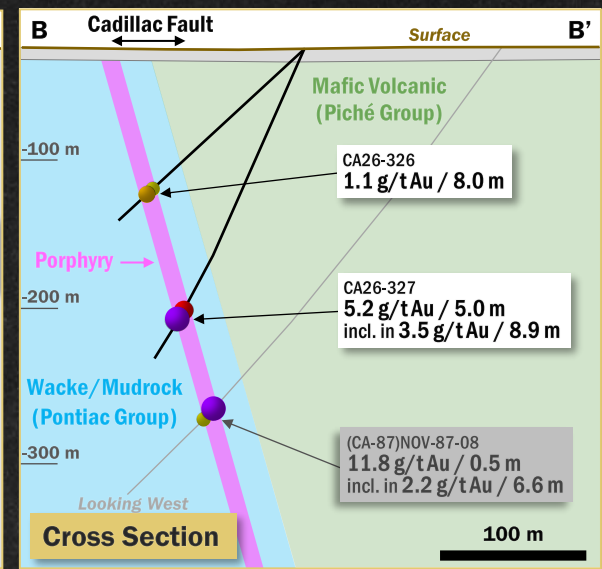 B
Cadillac Fault
Surface
B’
Mafic Volcanic
(Piché Group)
-100 m
CA26-326
1.1 g/t Au / 8.0 m
Porphyry
-200 m
CA26-327
5.2 g/t Au / 5.0 m
incl. in 3.5 g/t Au / 8.9 m
Wacke/Mudrock
(Pontiac Group)
-300 m
(CA-87)NOV-87-08
11.8 g/t Au / 0.5 m
incl. in 2.2 g/t Au / 6.6 m
Looking West
Cross Section
100 m